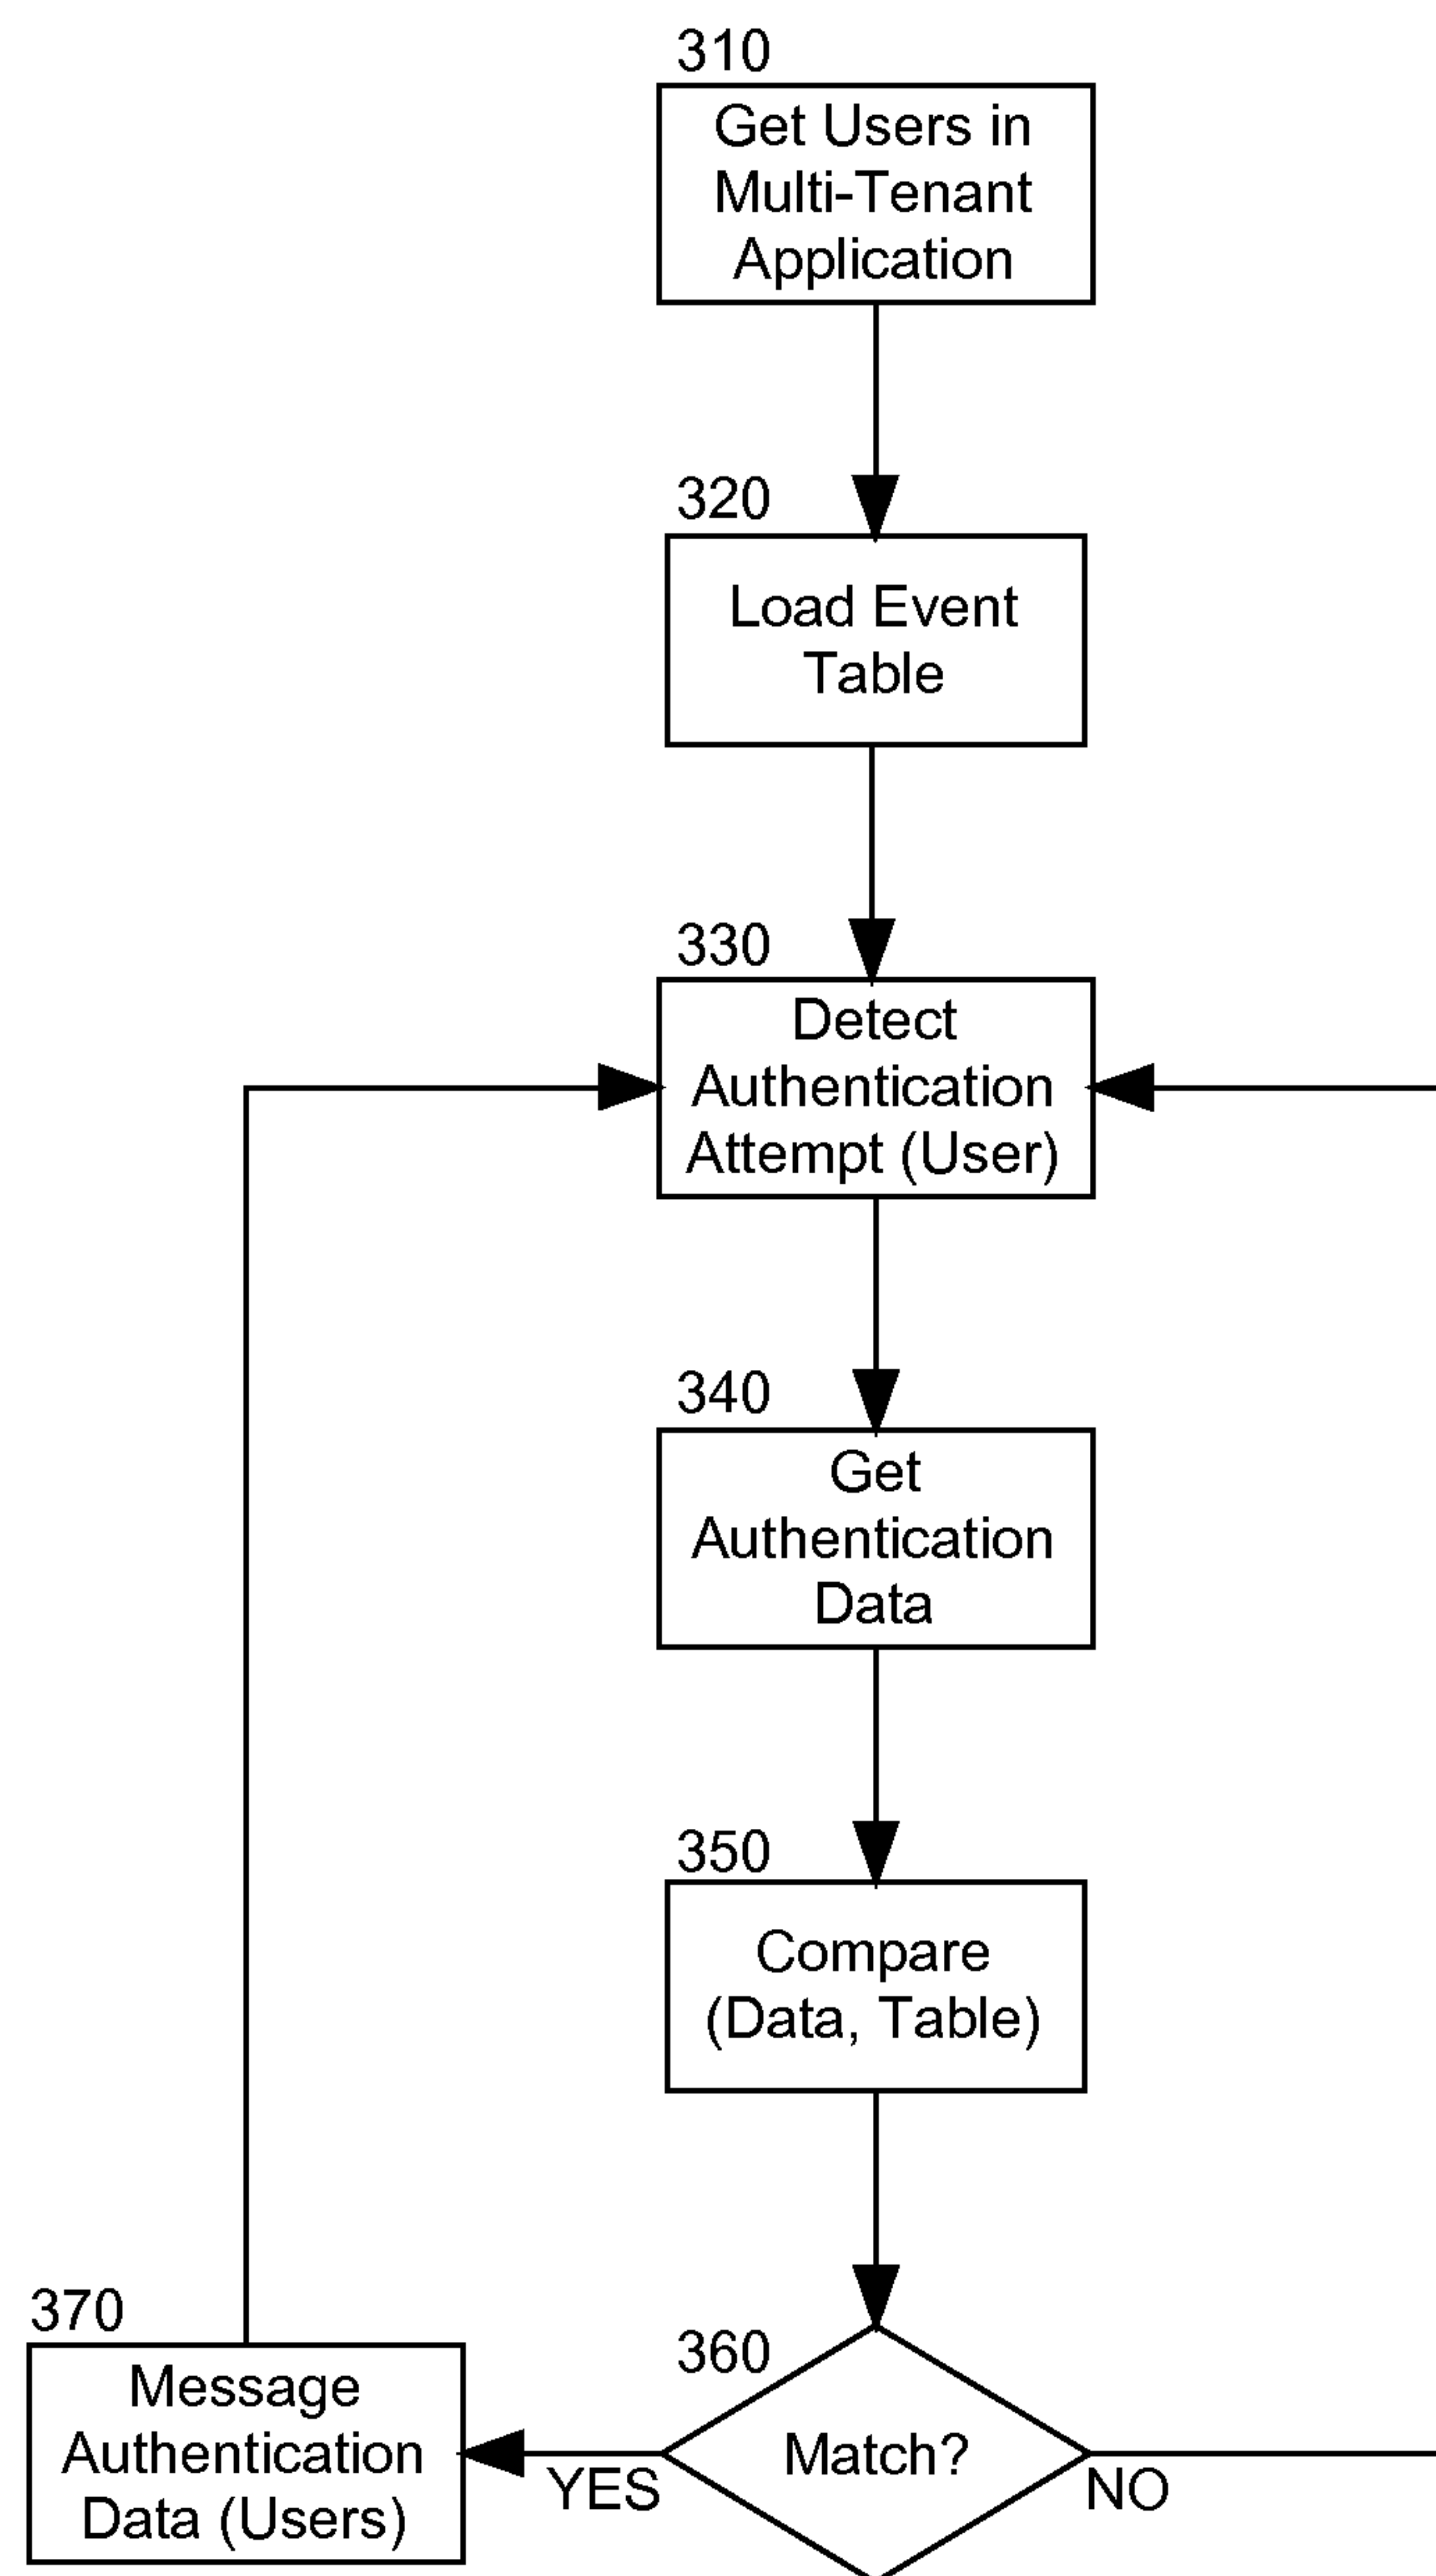 310
Get Users in
Multi-Tenant
Application
320
Load Event
Table
330
Detect
Authentication
Attempt (User)
340
Get
Authentication
Data
350
Compare
(Data, Table)
360
Match?
YES
NO
370
Message
Authentication
Data (Users)